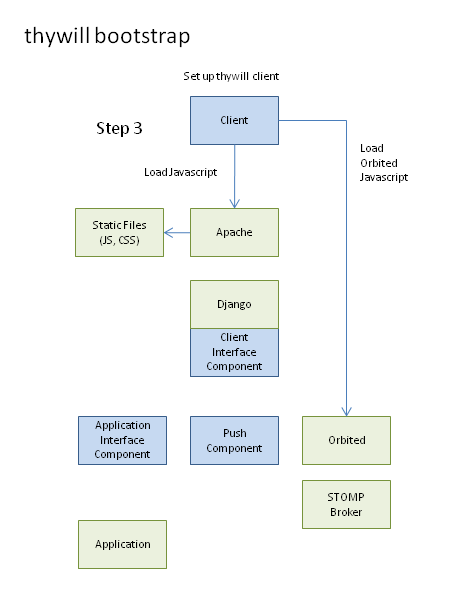 thywill bootstrap
Set up thywill client
Step 3
Client
Load
Orbited
Javascript
Load Javascript
Static Files
(JS, CSS)
Apache
Django
Client
Interface
Component
Application
Interface
Component
Push
Component
Orbited
STOMP
Broker
Application